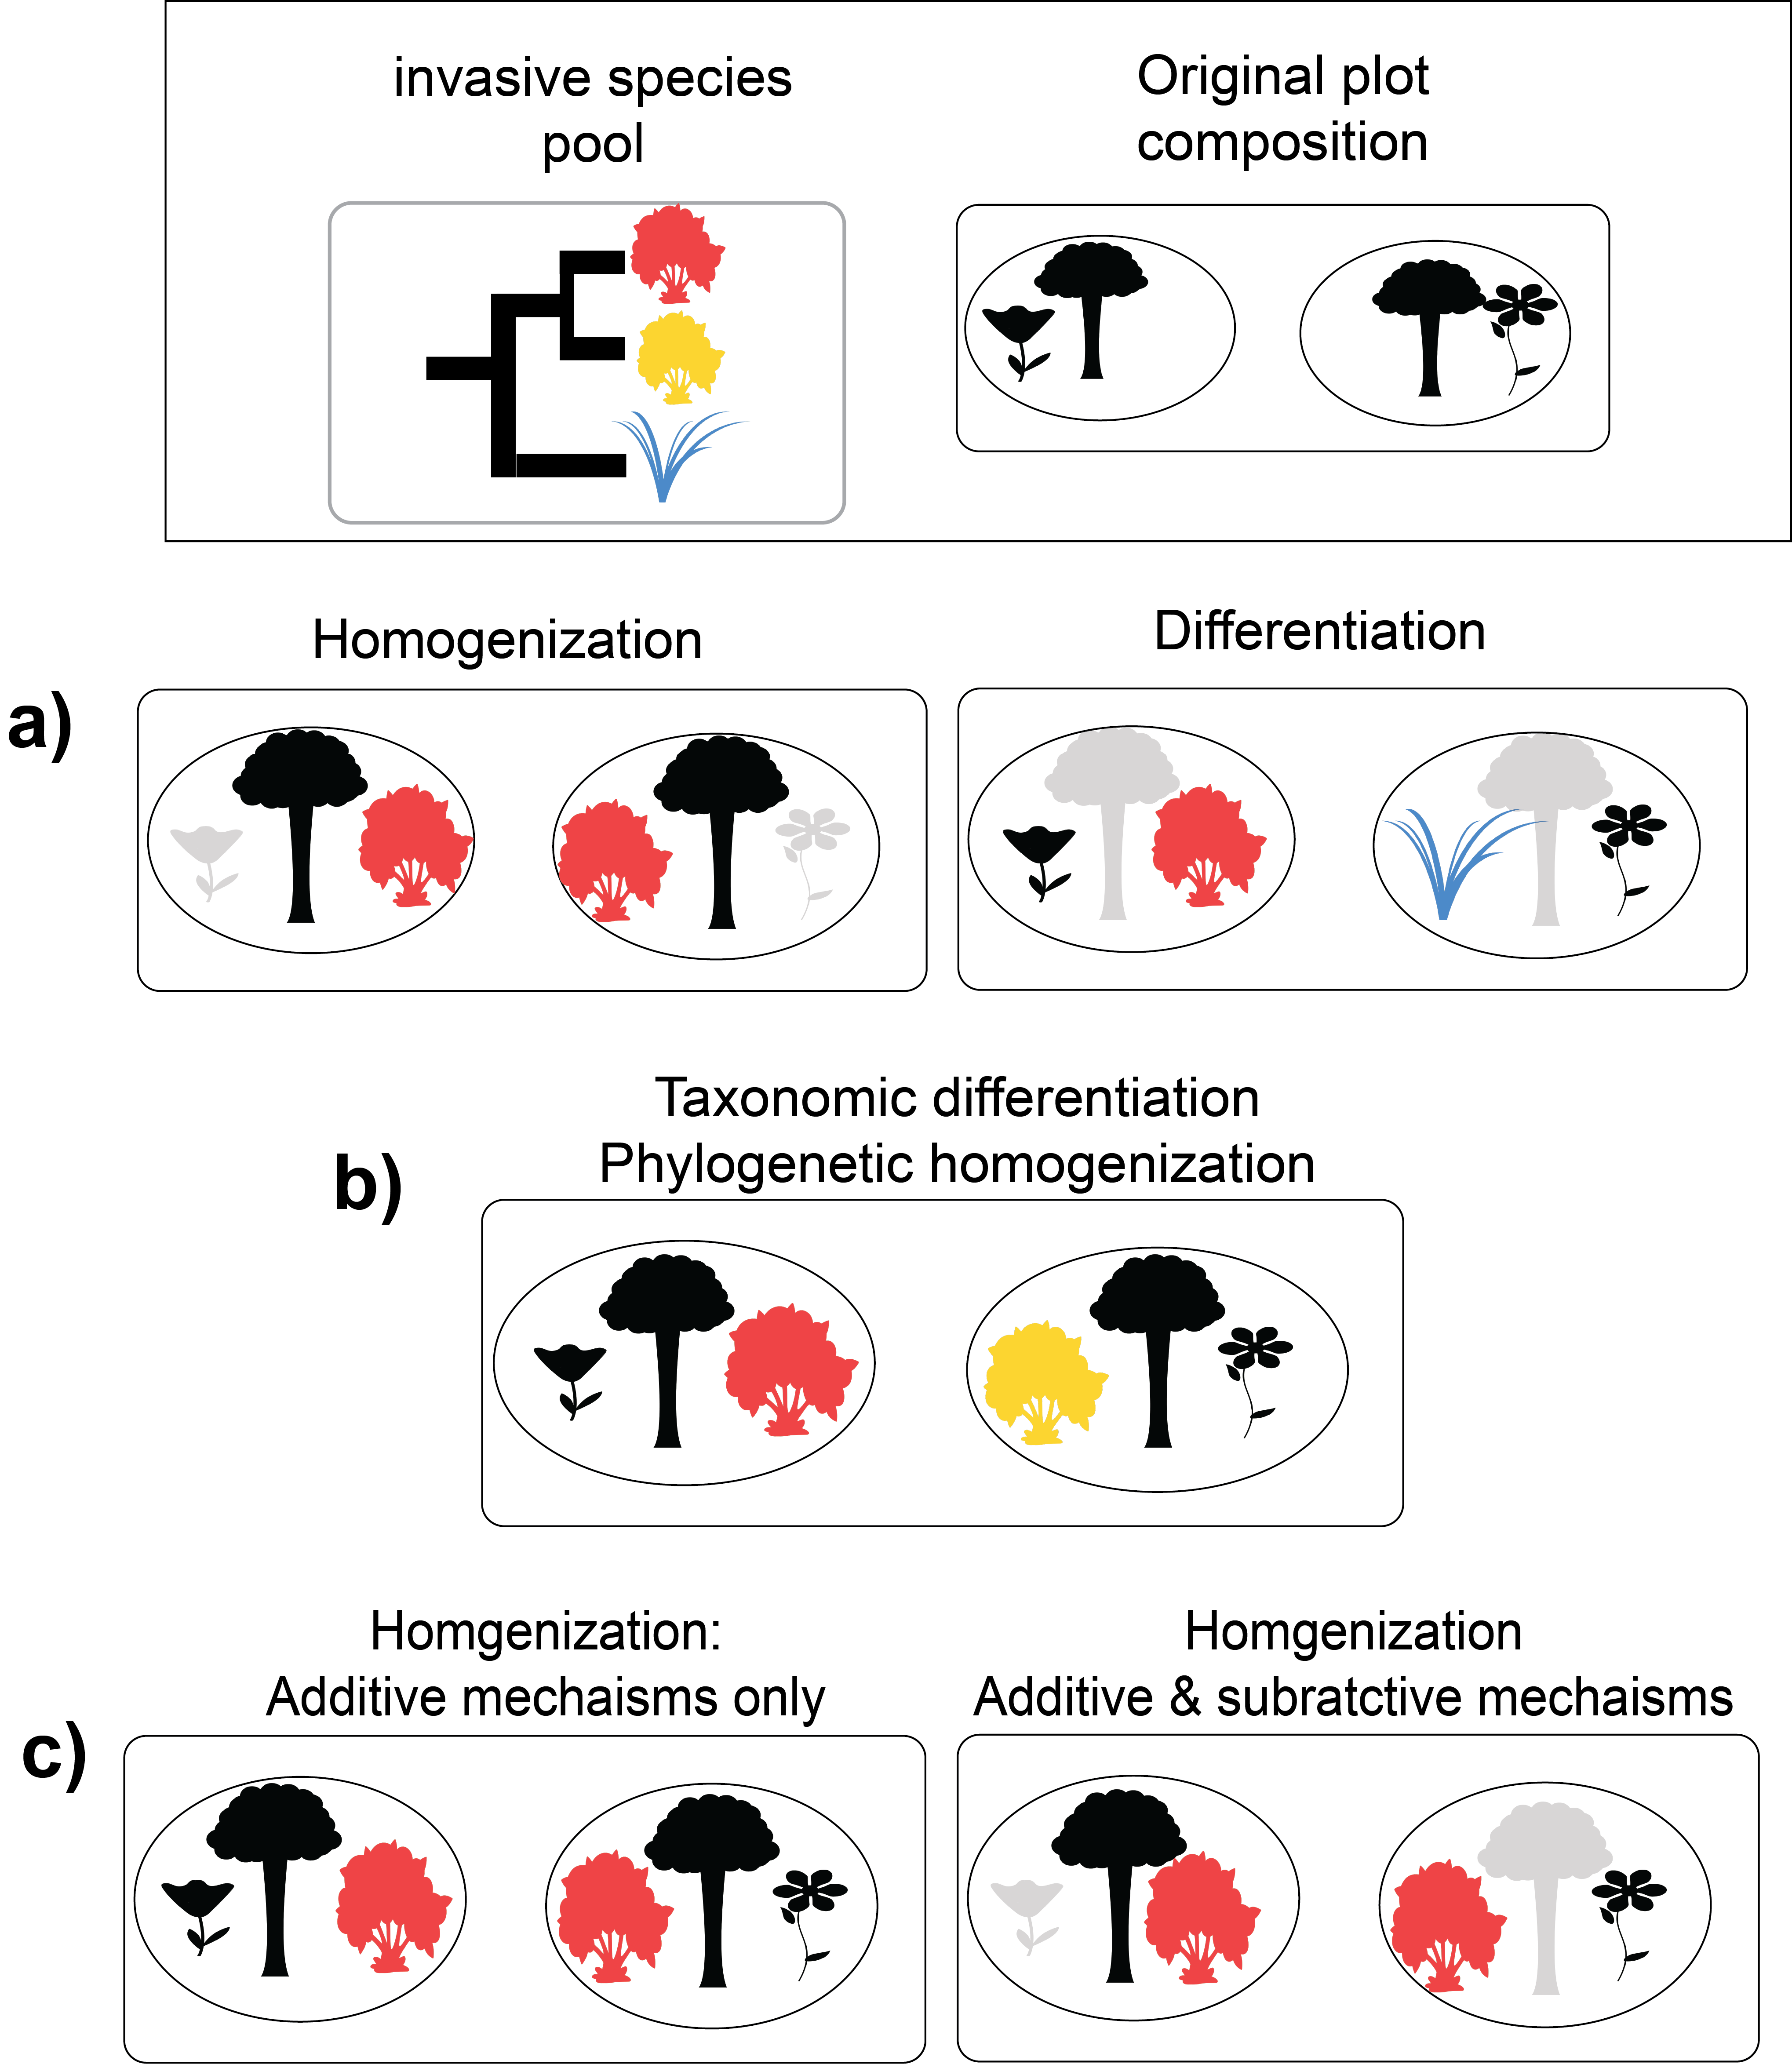 invasive species
pool
Original plot
composition
Homogenization
Differentiation
a)
Taxonomic differentiation
Phylogenetic homogenization
b)
Homgenization:
Additive mechaisms only
Homgenization
Additive & subratctive mechaisms
c)